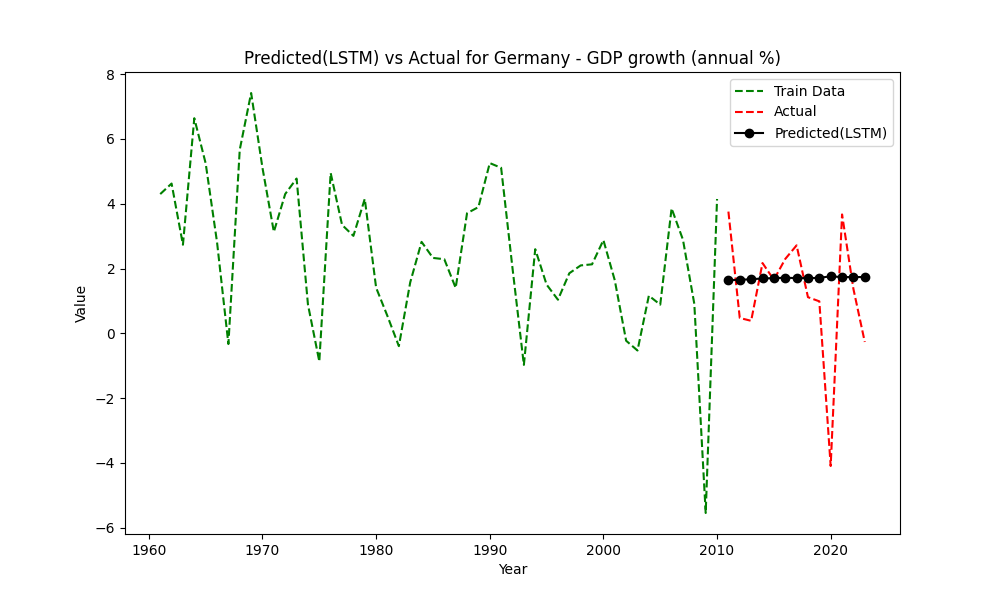 Predicted(LSTM) vs Actual for Germany - GDP growth (annual %)
8
6
4
2
0
−2
−4
−6
Value
Train Data
Actual
Predicted(LSTM)
1960
1970
1980
1990
2000
2010
2020
Year